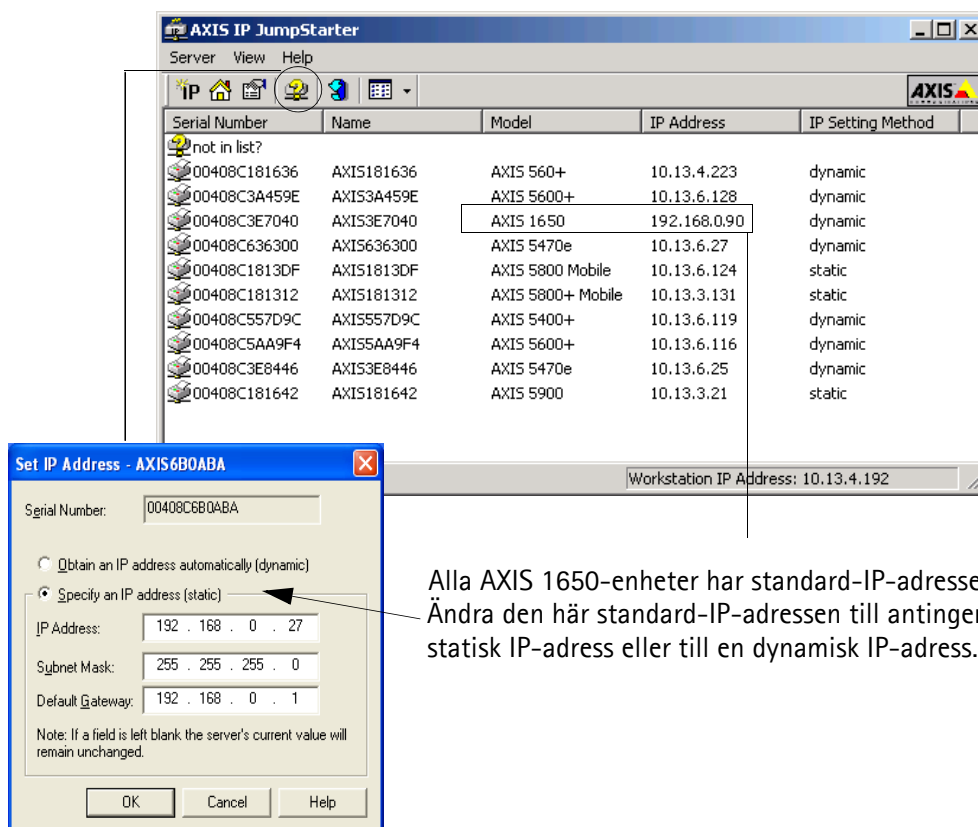 AXIS IP JumpStarter
Server View Help
IP
AXIS
COMMUNICATIONS
Serial Number Name Model IP Address IP Setting Method
not in list?
00408C181636 AXIS181636 AXIS 560+ 10.13.4.223 dynamic
00408C3A459E AXIS3A459E AXIS 5600+ 10.13.6.128 dynamic
00408C3E7040 AXIS3E7040 AXIS 1650 192.168.0.90 dynamic
00408C636300 AXIS636300 AXIS 5470e 10.13.6.27 dynamic
00408C1813DF AXIS1813DF AXIS 5800 Mobile 10.13.6.124 static
00408C181312 AXIS181312 AXIS 5800+ Mobile 10.13.3.131 static
00408C557D9C AXIS557D9C AXIS 5400+ 10.13.6.119 dynamic
00408C5AA9F4 AXIS5AA9F4 AXIS 5600+ 10.13.6.116 dynamic
00408C3E8446 AXIS3E8446 AXIS 5470e 10.13.6.25 dynamic
00408C181642 AXIS181642 AXIS 5900 10.13.3.21 static
Workstation IP Address: 10.13.4.192
Set IP Address - AXIS6B0ABA
Serial Number: 00408C6B0ABA
Obtain an IP address automatically (dynamic)
Specify an IP address (static)
IP Address: 192 . 168 . 0 . 27
Subnet Mask: 255 . 255 . 255 . 0
Default Gateway: 192 . 168 . 0 . 1
Note: If a field is left blank the server's current value will
remain unchanged.
OK Cancel Help
Alla AXIS 1650-enheter har standard-IP-adresse
Ändra den här standard-IP-adressen till antinge
statisk IP-adress eller till en dynamisk IP-adress.